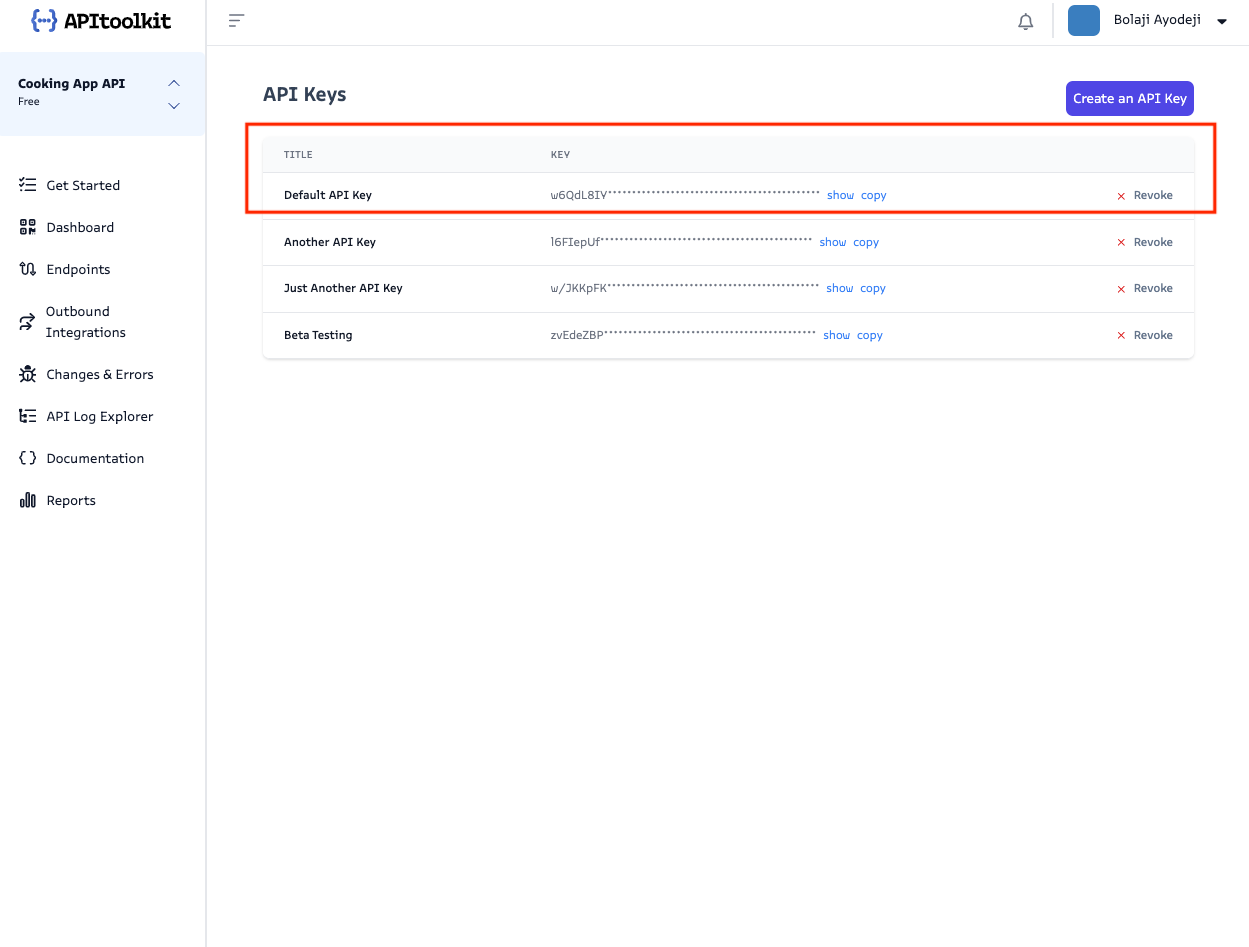 {···} APItoolkit
Bolaji Ayodeji
Cooking App API
Free
Get Started
Dashboard
Endpoints
Outbound
Integrations
Changes & Errors
API Log Explorer
Documentation
Reports
API Keys
Create an API Key
TITLE KEY
Default API Key w6QdL8IY******************************************** show copy × Revoke
Another API Key l6FIepUf******************************************** show copy × Revoke
Just Another API Key w/JKKpFK******************************************** show copy × Revoke
Beta Testing zvEdeZBP******************************************** show copy × Revoke